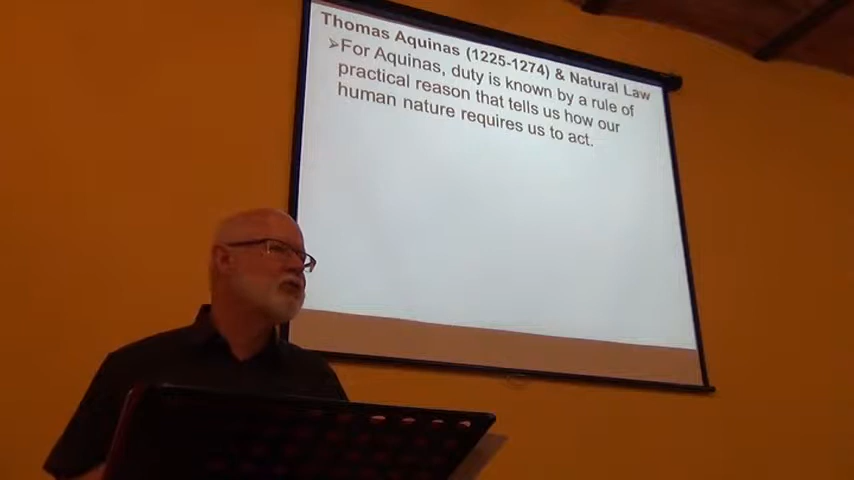 Thomas Aquinas (1225-1274) & Natural Law
➢For Aquinas, duty is known by a rule of
practical reason that tells us how our
human nature requires us to act.